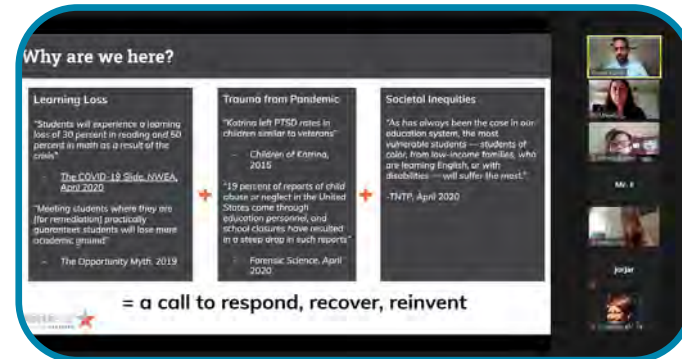 Why are we here?
Learning Loss
"Students will experience a learning
loss of 30 percent in reading and 50
percent in math as a result of the
crisis"
- The COVID-19 Slide, NWEA,
April 2020
"Meeting students where they are
[for remediation] practically
guarantees students will lose more
academic ground"
- The Opportunity Myth, 2019
+
Trauma from Pandemic
"Katrina left PTSD rates in
children similar to veterans"
- Children of Katrina,
2015
"19 percent of reports of child
abuse or neglect in the United
States came through
education personnel, and
school closures have resulted
in a steep drop in such reports"
- Forensic Science, April
2020
+
Societal Inequities
"As has always been the case in our
education system, the most
vulnerable students — students of
color, from low-income families, who
are learning English, or with
disabilities — will suffer the most."
-TNTP, April 2020
= a call to respond, recover, reinvent
Mr. E
Jorjar